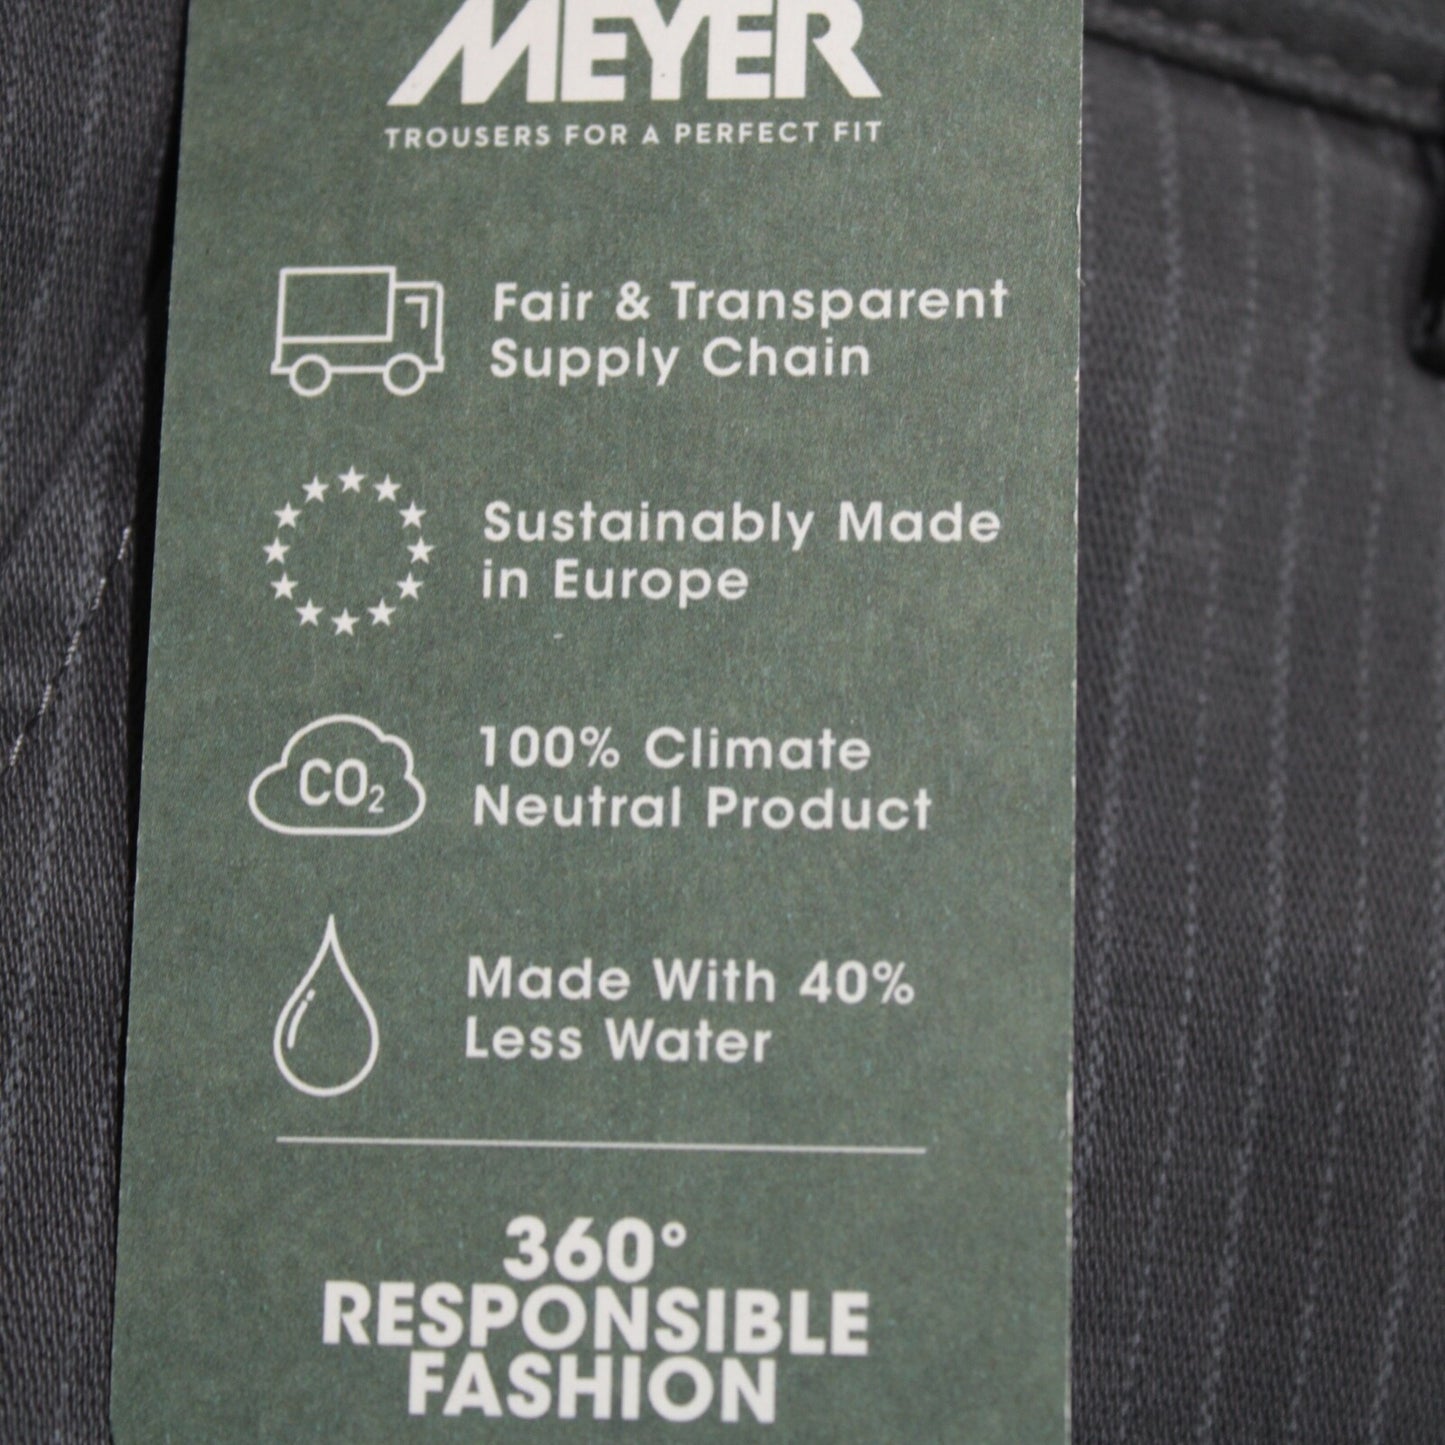 MEYER
TROUSERS FOR A PERFECT FIT
Fair & Transparent
Supply Chain
Sustainably Made
in Europe
CO₂
100% Climate
Neutral Product
Made With 40%
Less Water
360°
RESPONSIBLE
FASHION